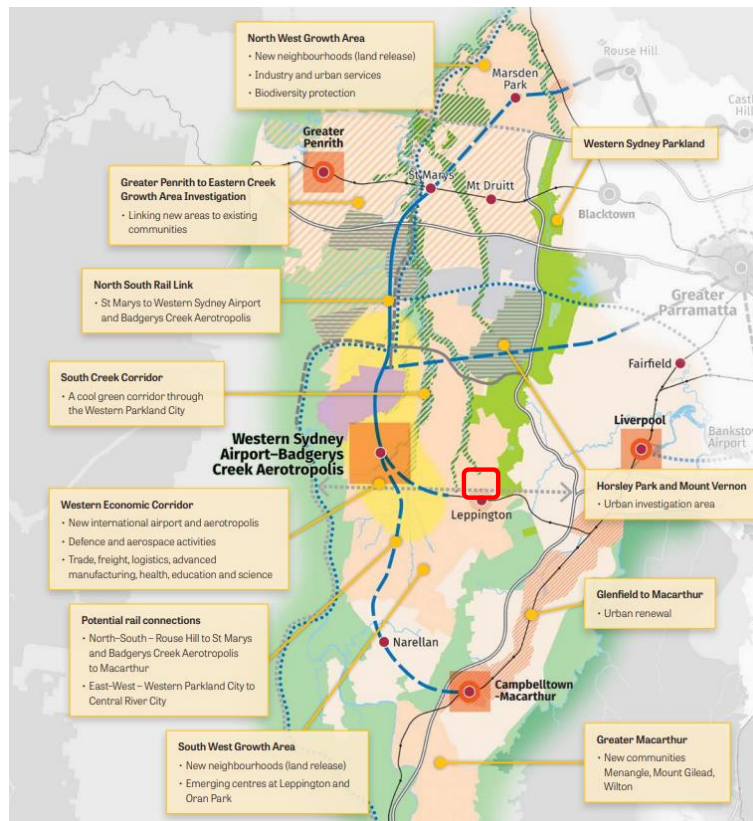 North West Growth Area
• New neighbourhoods (land release)
• Industry and urban services
• Biodiversity protection
Rouse Hill
Marsden
Park
Castle
Hill
Greater
Penrith
Western Sydney Parkland
St Marys
Mt Druitt
Greater Penrith to Eastern Creek
Growth Area Investigation
• Linking new areas to existing
communities
Blacktown
North South Rail Link
• St Marys to Western Sydney Airport
and Badgerys Creek Aerotropolis
Greater
Parramatta
South Creek Corridor
• A cool green corridor through
the Western Parkland City
Fairfield
Liverpool
Bankstown
Airport
Western Sydney
Airport–Badgerys
Creek Aerotropolis
Horsley Park and Mount Vernon
• Urban investigation area
Leppington
Western Economic Corridor
• New international airport and aerotropolis
• Defence and aerospace activities
• Trade, freight, logistics, advanced
manufacturing, health, education and science
Glenfield to Macarthur
• Urban renewal
Potential rail connections
• North–South – Rouse Hill to St Marys
and Badgerys Creek Aerotropolis
to Macarthur
• East–West – Western Parkland City to
Central River City
Narellan
Campbelltown
-Macarthur
South West Growth Area
• New neighbourhoods (land release)
• Emerging centres at Leppington and
Oran Park
Greater Macarthur
• New communities
Menangle, Mount Gilead,
Wilton